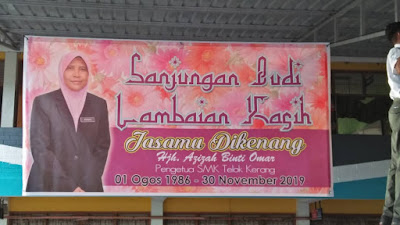 Sanjungan Budi
Lambaian Kasih
Jasamu Dikenang
Hjh. Azizah Binti Omar
Pengetua SMK Telok Kerang
01 Ogos 1986 - 30 November 2019